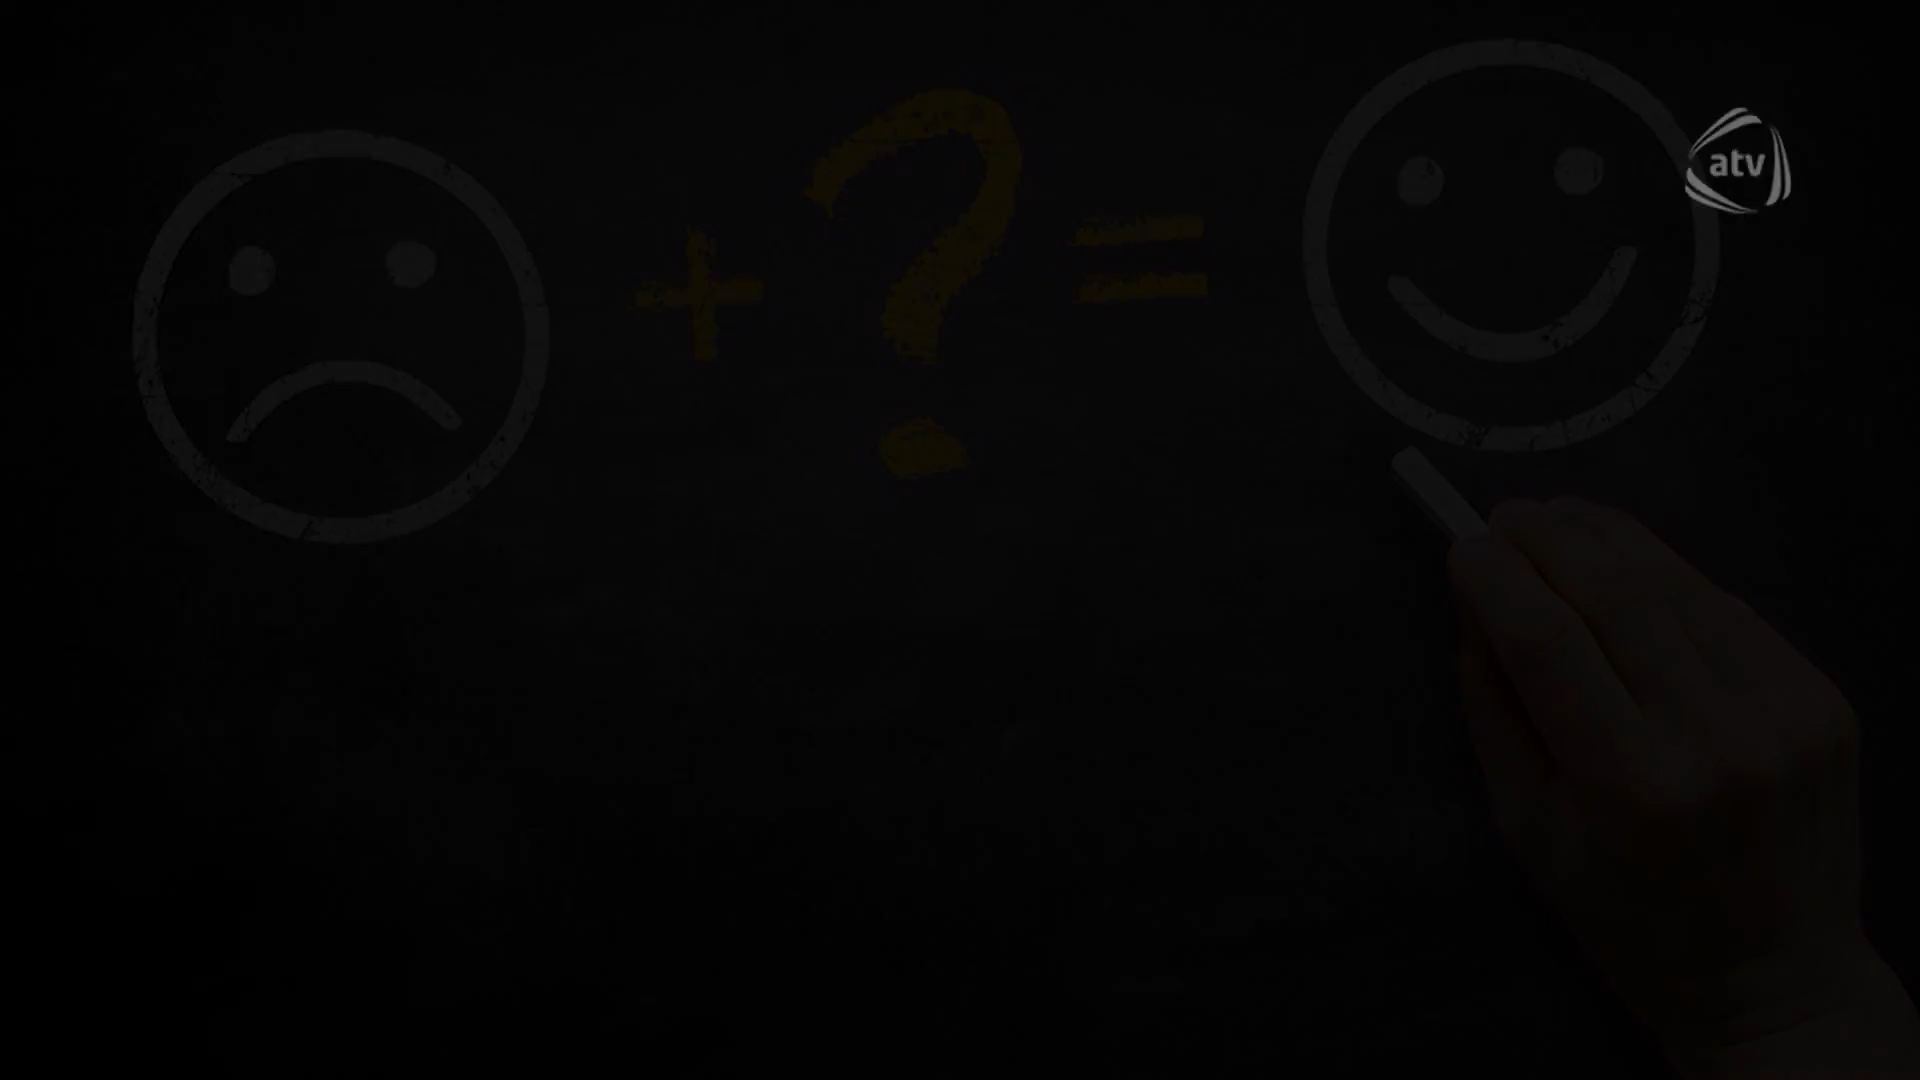 + ? =
atv